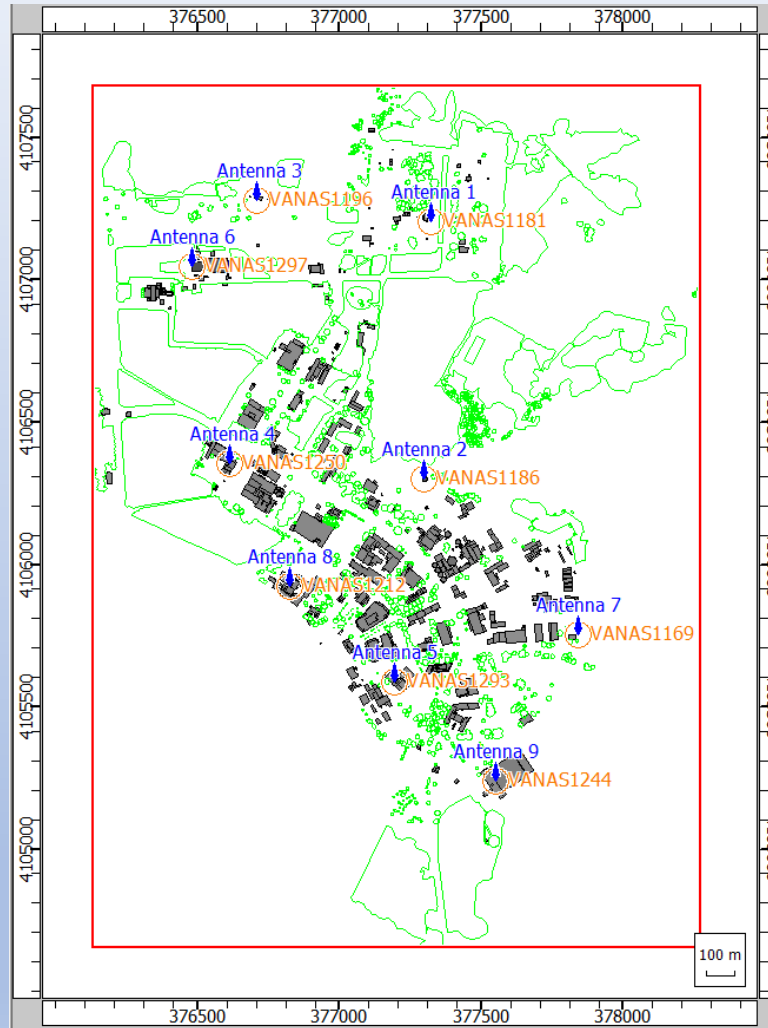 376500 377000 377500 378000
4107500
Antenna 3
VANAS1196
Antenna 1
VANAS1181
Antenna 6
VANAS1297
4107000
4106500
Antenna 4
VANAS1250
Antenna 2
VANAS1186
4106000
Antenna 8
VANAS1212
Antenna 7
VANAS1169
Antenna 5
VANAS1293
4105500
Antenna 9
VANAS1244
4105000
100 m
376500 377000 377500 378000